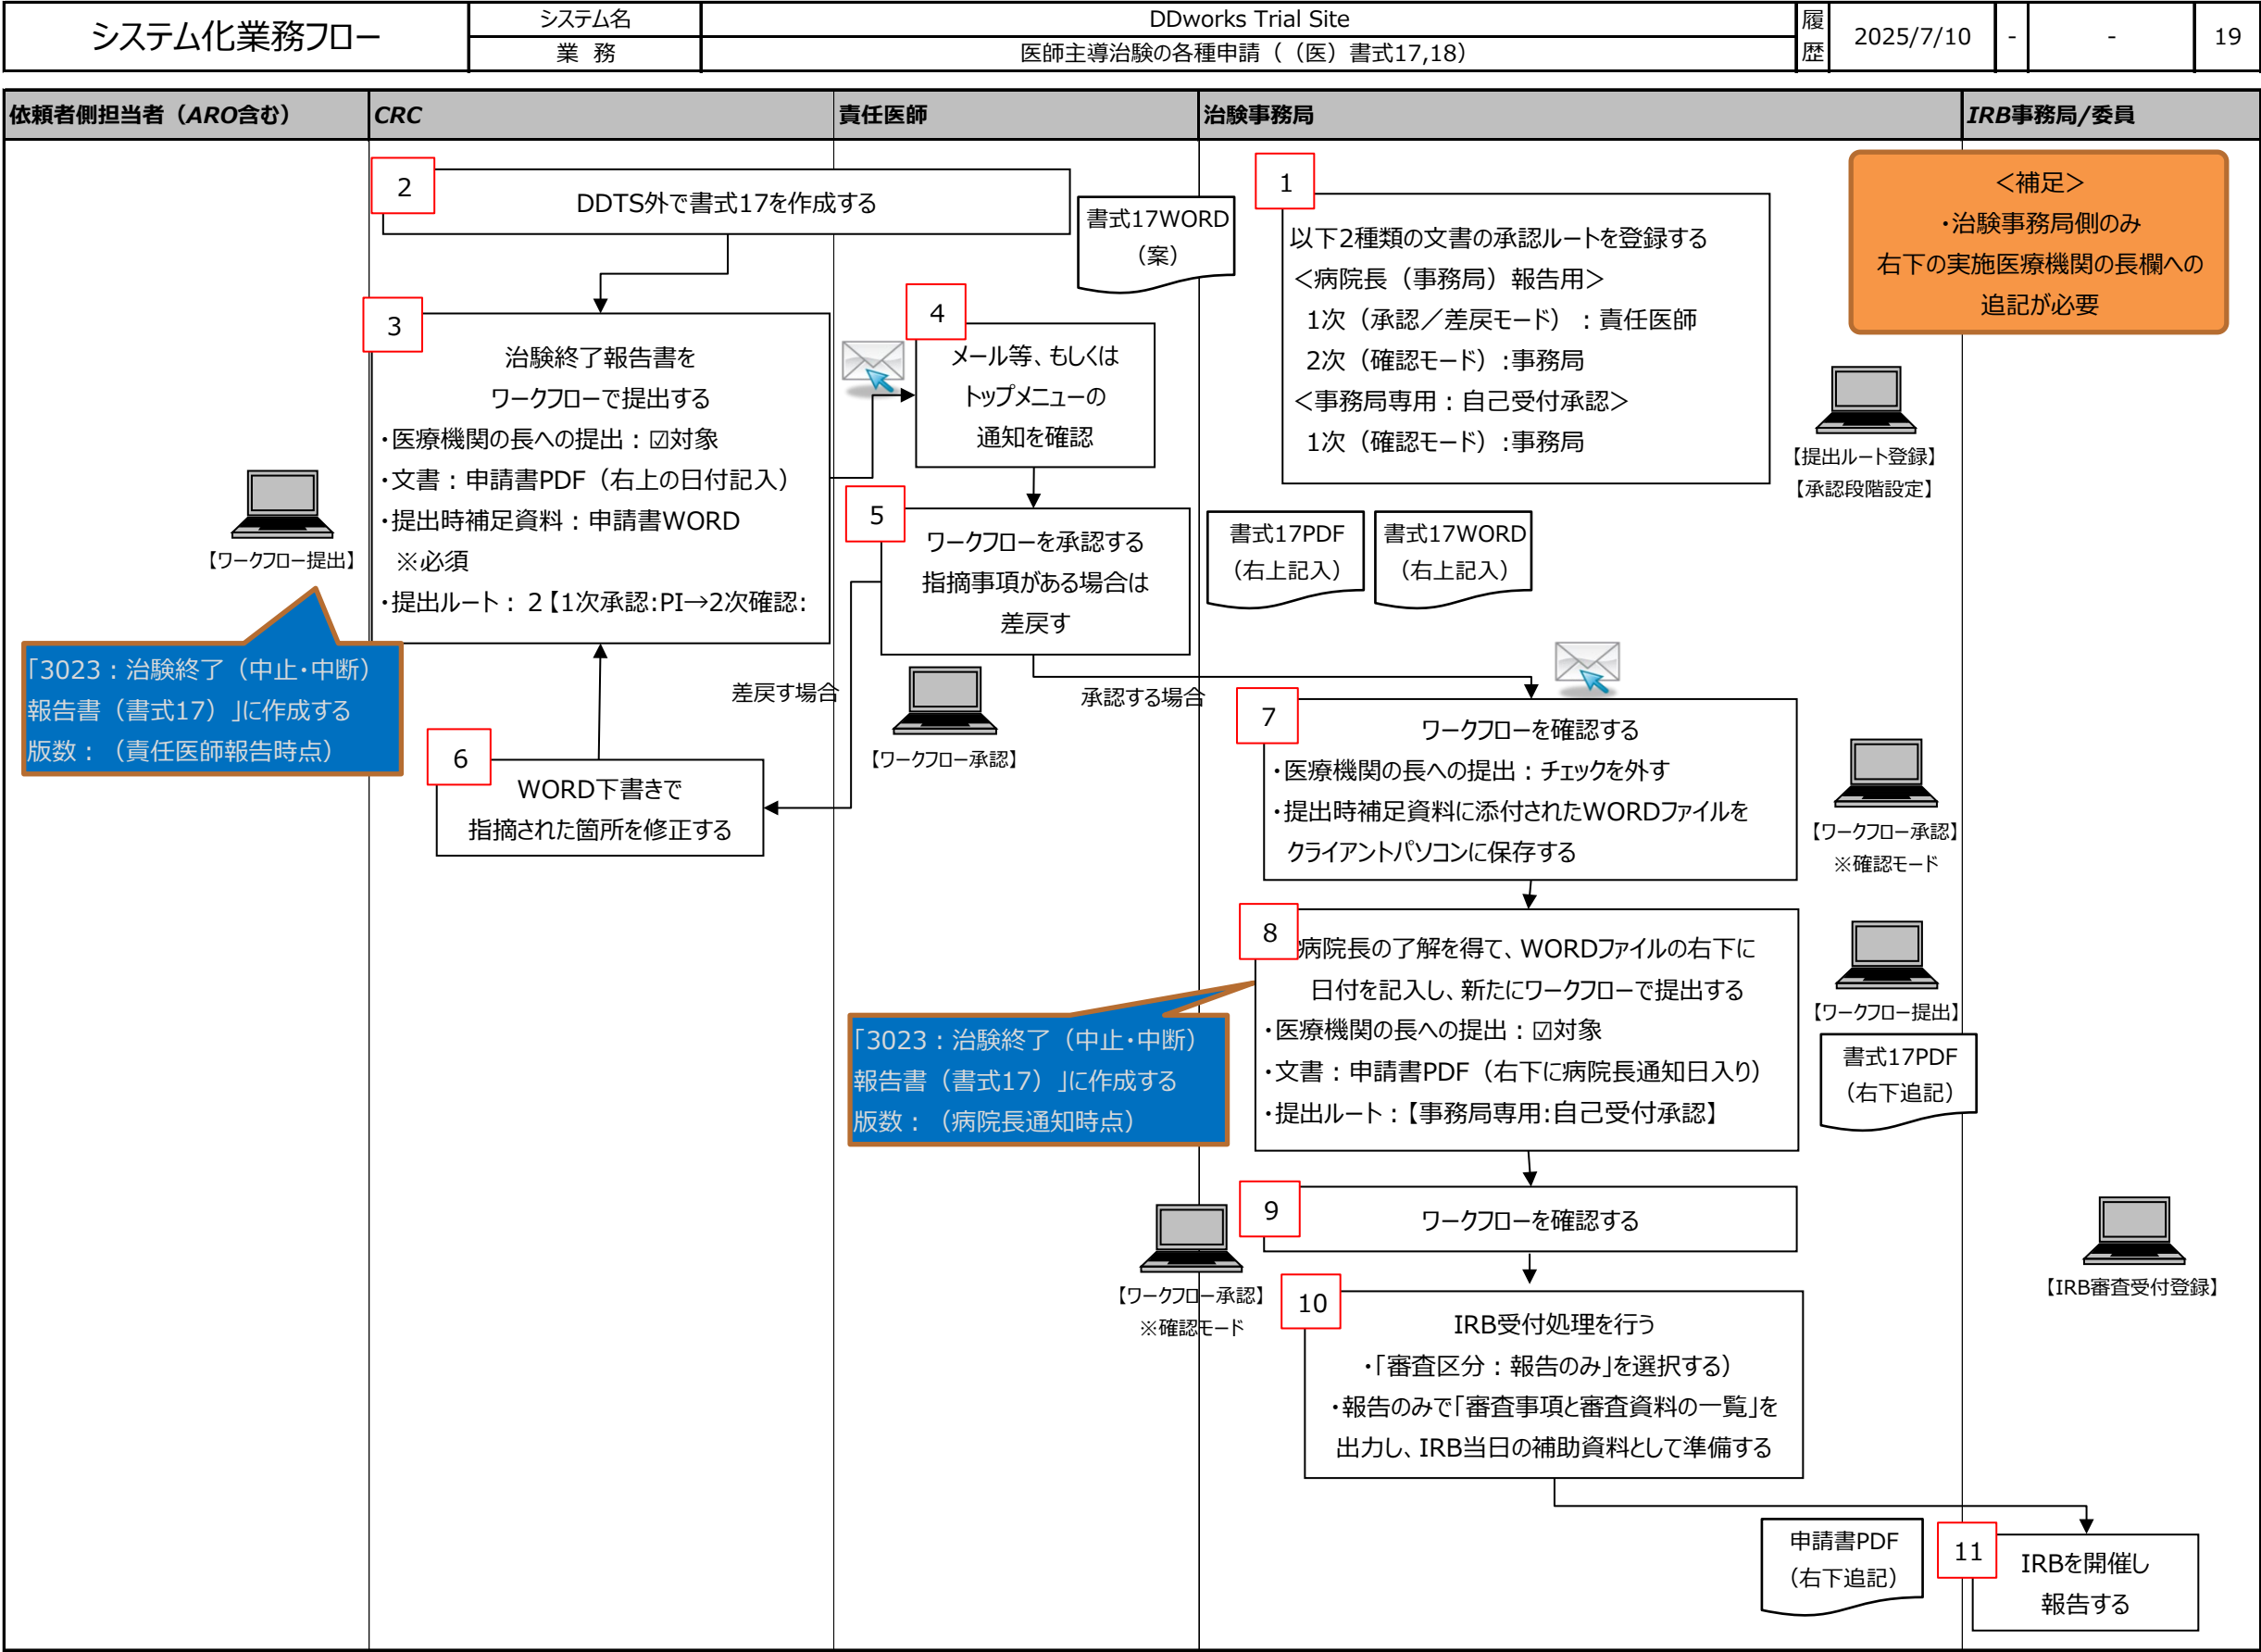 システム化業務フロー
システム名
DDworks Trial Site
業 務
医師主導治験の各種申請（（医）書式17,18）
履
歴
2025/7/10
-
-
19
依頼者側担当者（ARO含む）
CRC
責任医師
治験事務局
IRB事務局/委員
2
DDTS外で書式17を作成する
書式17WORD
（案）
1
以下2種類の文書の承認ルートを登録する
＜病院長（事務局）報告用＞
1次（承認／差戻モード）：責任医師
2次（確認モード）:事務局
＜事務局専用：自己受付承認＞
1次（確認モード）:事務局
＜補足＞
・治験事務局側のみ
右下の実施医療機関の長欄への
追記が必要
【提出ルート登録】
【承認段階設定】
3
治験終了報告書を
ワークフローで提出する
・医療機関の長への提出：☑対象
・文書：申請書PDF（右上の日付記入）
・提出時補足資料：申請書WORD
※必須
・提出ルート： 2【1次承認:PI→2次確認:
【ワークフロー提出】
「3023：治験終了（中止・中断）
報告書（書式17）」に作成する
版数：（責任医師報告時点）
4
メール等、もしくは
トップメニューの
通知を確認
5
ワークフローを承認する
指摘事項がある場合は
差戻す
書式17PDF
（右上記入）
書式17WORD
（右上記入）
差戻す場合
【ワークフロー承認】
承認する場合
6
WORD下書きで
指摘された箇所を修正する
7
ワークフローを確認する
・医療機関の長への提出：チェックを外す
・提出時補足資料に添付されたWORDファイルを
クライアントパソコンに保存する
【ワークフロー承認】
※確認モード
8
病院長の了解を得て、WORDファイルの右下に
日付を記入し、新たにワークフローで提出する
・医療機関の長への提出：☑対象
・文書：申請書PDF（右下に病院長通知日入り）
・提出ルート：【事務局専用:自己受付承認】
【ワークフロー提出】
書式17PDF
（右下追記）
「3023：治験終了（中止・中断）
報告書（書式17）」に作成する
版数：（病院長通知時点）
9
ワークフローを確認する
【ワークフロー承認】
※確認モード
10
IRB受付処理を行う
・「審査区分：報告のみ」を選択する）
・報告のみで「審査事項と審査資料の一覧」を
出力し、IRB当日の補助資料として準備する
【IRB審査受付登録】
申請書PDF
（右下追記）
11
IRBを開催し
報告する